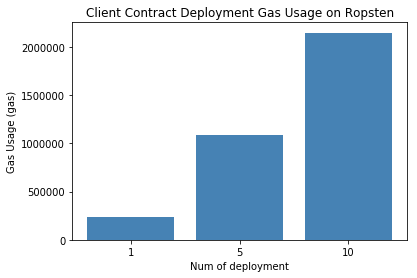 Client Contract Deployment Gas Usage on Ropsten
Gas Usage (gas)
2000000
1500000
1000000
500000
0
1 5 10
Num of deployment